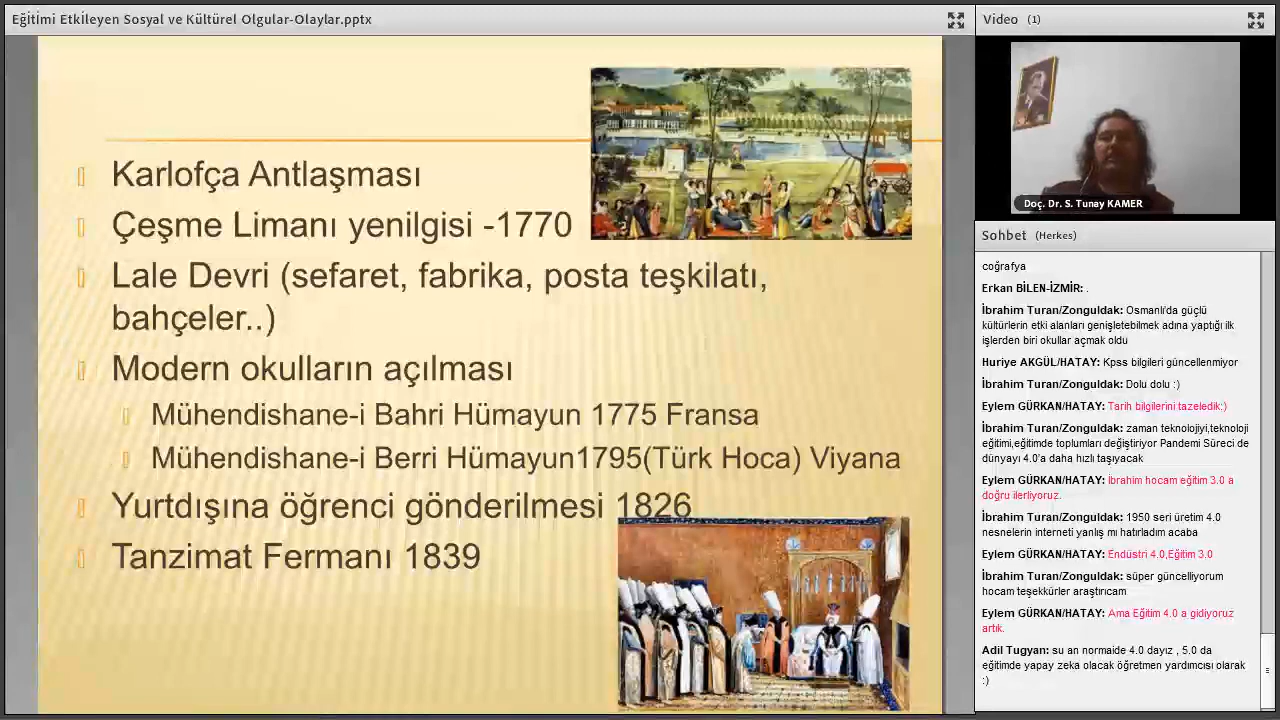 Eğitimi Etkileyen Sosyal ve Kültürel Olgular-Olaylar.pptx
Karlofça Antlaşması
Çeşme Limanı yenilgisi -1770
Lale Devri (sefaret, fabrika, posta teşkilatı,
bahçeler..)
Modern okulların açılması
Mühendishane-i Bahri Hümayun 1775 Fransa
Mühendishane-i Berri Hümayun1795(Türk Hoca) Viyana
Yurtdışına öğrenci gönderilmesi 1826
Tanzimat Fermanı 1839
Video (1)
Doç. Dr. S. Tunay KAMER
Sohbet (Herkes)
coğrafya
Erkan BİLEN-İZMİR: .
İbrahim Turan/Zonguldak: Osmanlı'da güçlü
kültürlerin etki alanları genişletebilmek adına yaptığı ilk
işlerden biri okullar açmak oldu
Huriye AKGÜL/HATAY: Kpss bilgileri güncellenmiyor
İbrahim Turan/Zonguldak: Dolu dolu :)
Eylem GÜRKAN/HATAY: Tarih bilgilerini tazeledik:)
İbrahim Turan/Zonguldak: zaman teknolojiyi,teknoloji
eğitimi,eğitimde toplumları değiştiriyor Pandemi Süreci de
dünyayı 4.0'a daha hızlı taşıyacak
Eylem GÜRKAN/HATAY: İbrahim hocam eğitim 3.0 a
doğru ilerliyoruz.
İbrahim Turan/Zonguldak: 1950 seri üretim 4.0
nesnelerin interneti yanlış mı hatırladım acaba
Eylem GÜRKAN/HATAY: Endüstri 4.0,Eğitim 3.0
İbrahim Turan/Zonguldak: süper güncelliyorum
hocam teşekkürler araştırıcam
Eylem GÜRKAN/HATAY: Ama Eğitim 4.0 a gidiyoruz
artık.
Adil Tugyan: su an normaide 4.0 dayız , 5.0 da
eğitimde yapay zeka olacak öğretmen yardımcısı olarak
:)